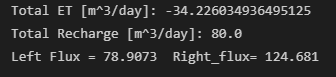 Total ET [m^3/day]: -34.226034936495125
Total Recharge [m^3/day]: 80.0
Left Flux = 78.9073  Right_flux= 124.681